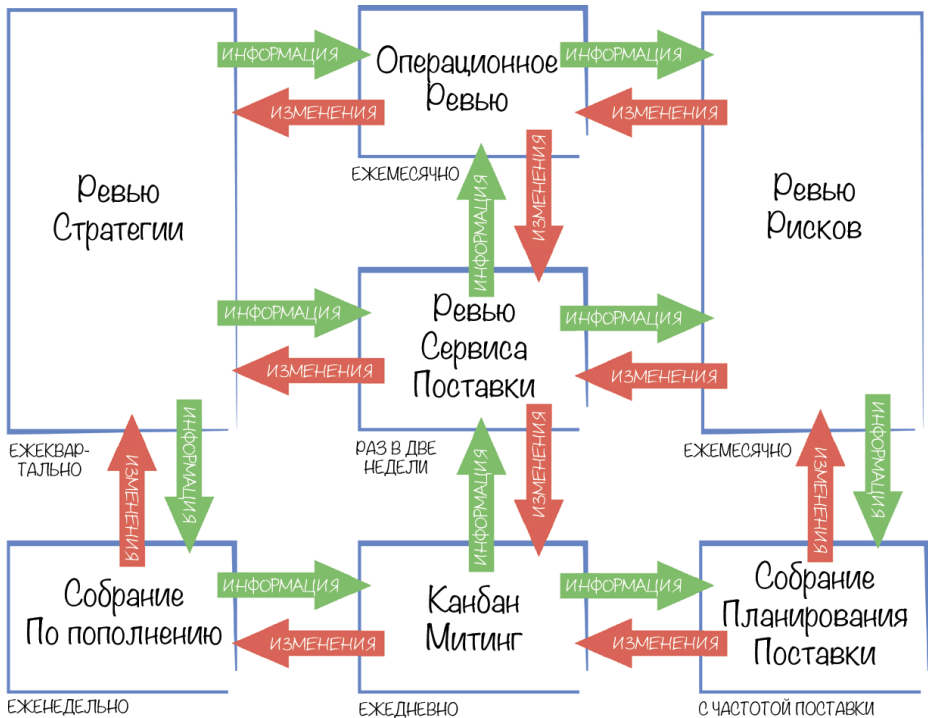 ИНФОРМАЦИЯ
Операционное
Ревью
ИНФОРМАЦИЯ
ИЗМЕНЕНИЯ
ИЗМЕНЕНИЯ
ЕЖЕМЕСЯЧНО
ИНФОРМАЦИЯ
ИЗМЕНЕНИЯ
Ревью
Стратегии
Ревью
Рисков
ИНФОРМАЦИЯ
Ревью
Сервиса
Поставки
ИНФОРМАЦИЯ
ИЗМЕНЕНИЯ
ИЗМЕНЕНИЯ
ЕЖЕКВАР-
ТАЛЬНО
РАЗ В ДВЕ
НЕДЕЛИ
ЕЖЕМЕСЯЧНО
ИЗМЕНЕНИЯ
ИНФОРМАЦИЯ
ИНФОРМАЦИЯ
ИЗМЕНЕНИЯ
ИЗМЕНЕНИЯ
ИНФОРМАЦИЯ
Собрание
По пополнению
ИНФОРМАЦИЯ
ИЗМЕНЕНИЯ
Канбан
Митинг
ИНФОРМАЦИЯ
ИЗМЕНЕНИЯ
Собрание
Планирования
Поставки
ЕЖЕНЕДЕЛЬНО
ЕЖЕДНЕВНО
С ЧАСТОТОЙ ПОСТАВКИ